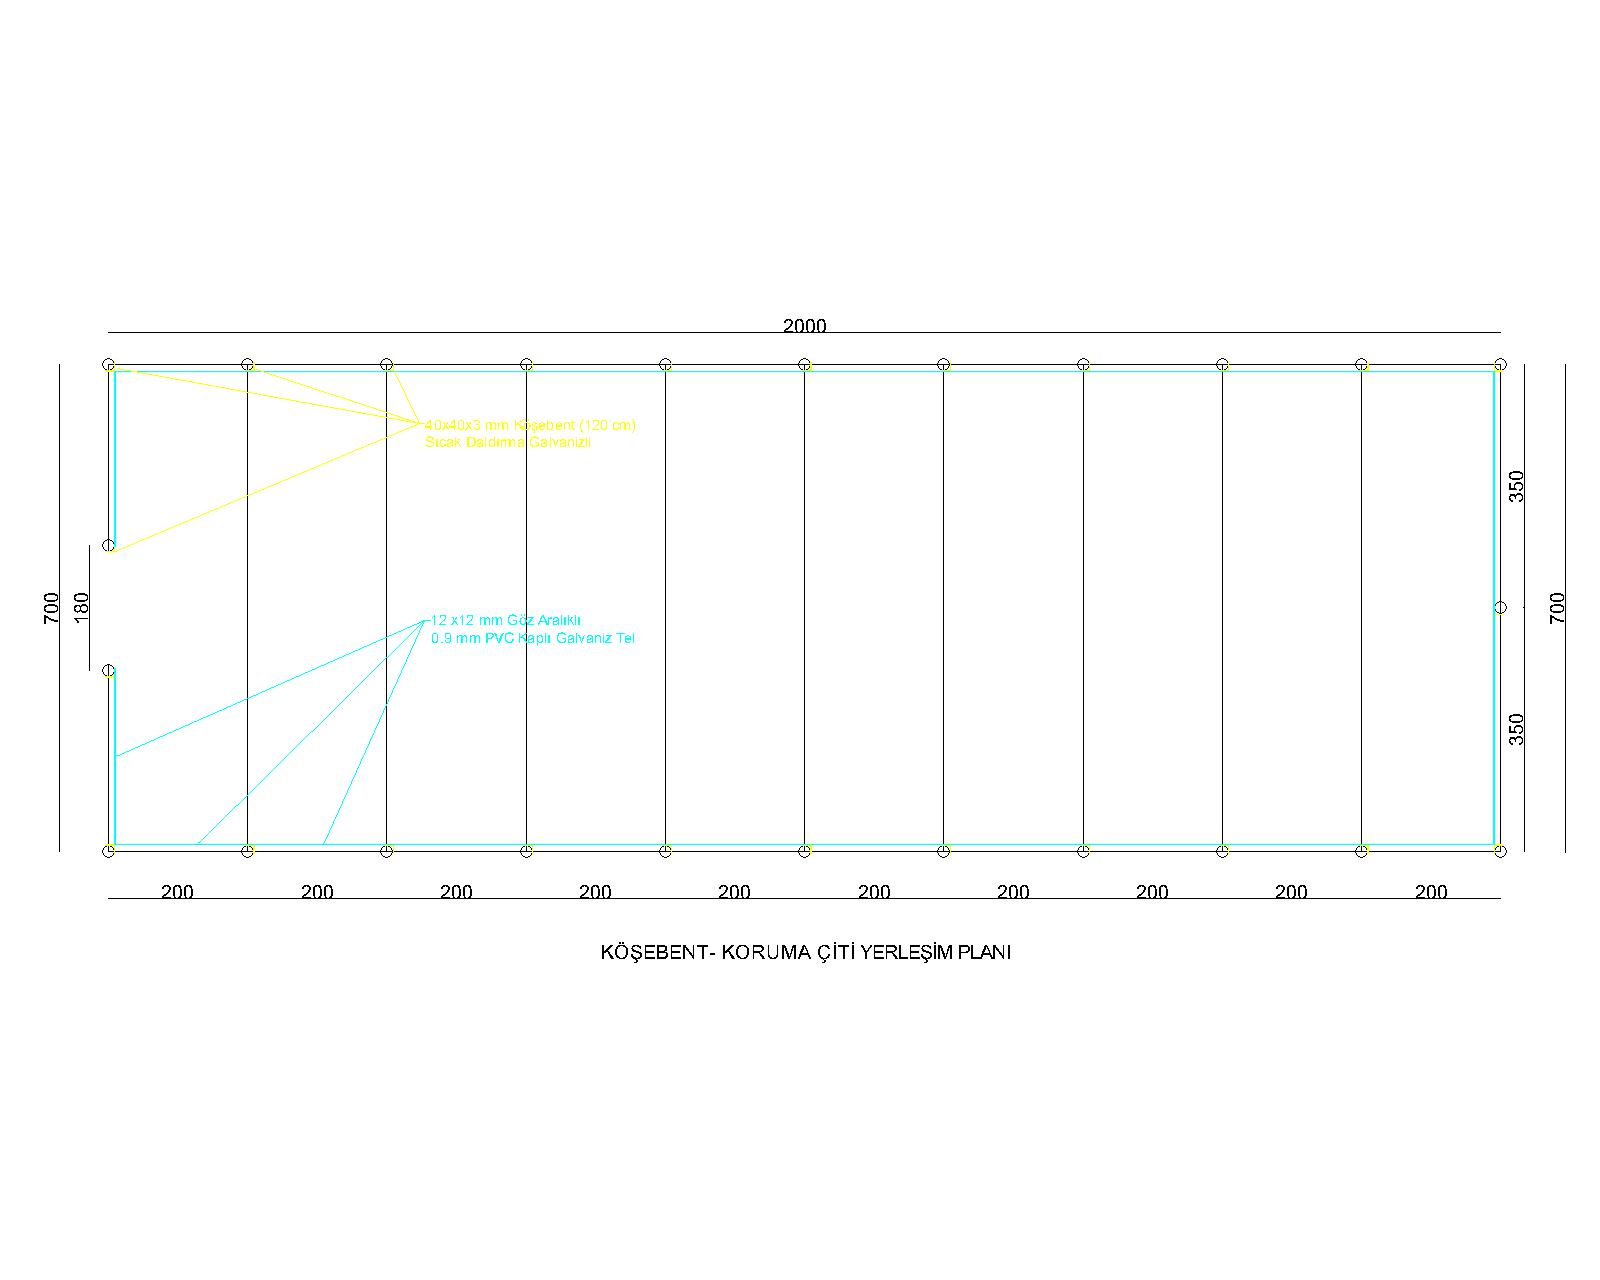 2000
40x40x3 mm Köşebent (120 cm)
Sıcak Daldırma Galvanizli
350
700
180
12 x12 mm Göz Aralıklı
0.9 mm PVC Kaplı Galvaniz Tel
700
350
200 200 200 200 200 200 200 200 200 200
KÖŞEBENT- KORUMA ÇİTİ YERLEŞİM PLANI